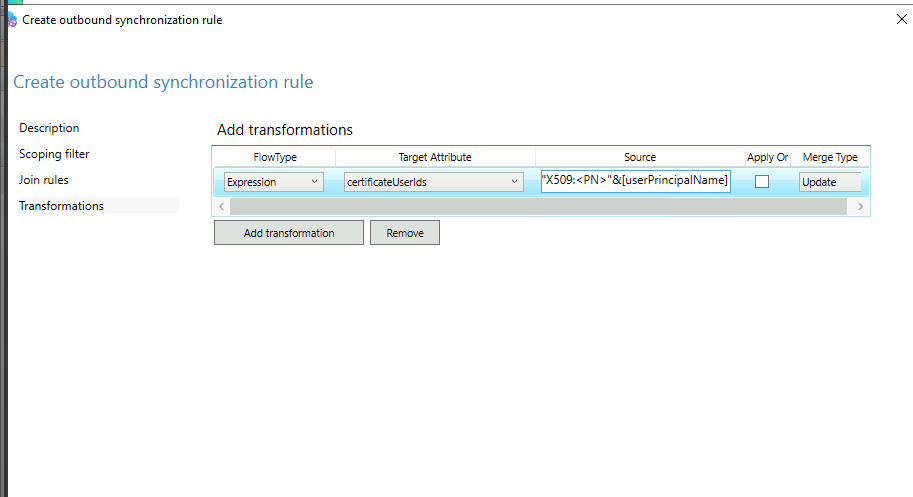 Create outbound synchronization rule
Create outbound synchronization rule
Description
Scoping filter
Join rules
Transformations
Add transformations
FlowType Target Attribute Source Apply Or Merge Type
Expression certificateUserIds "X509:<PN>"&[userPrincipalName] Update
Add transformation Remove